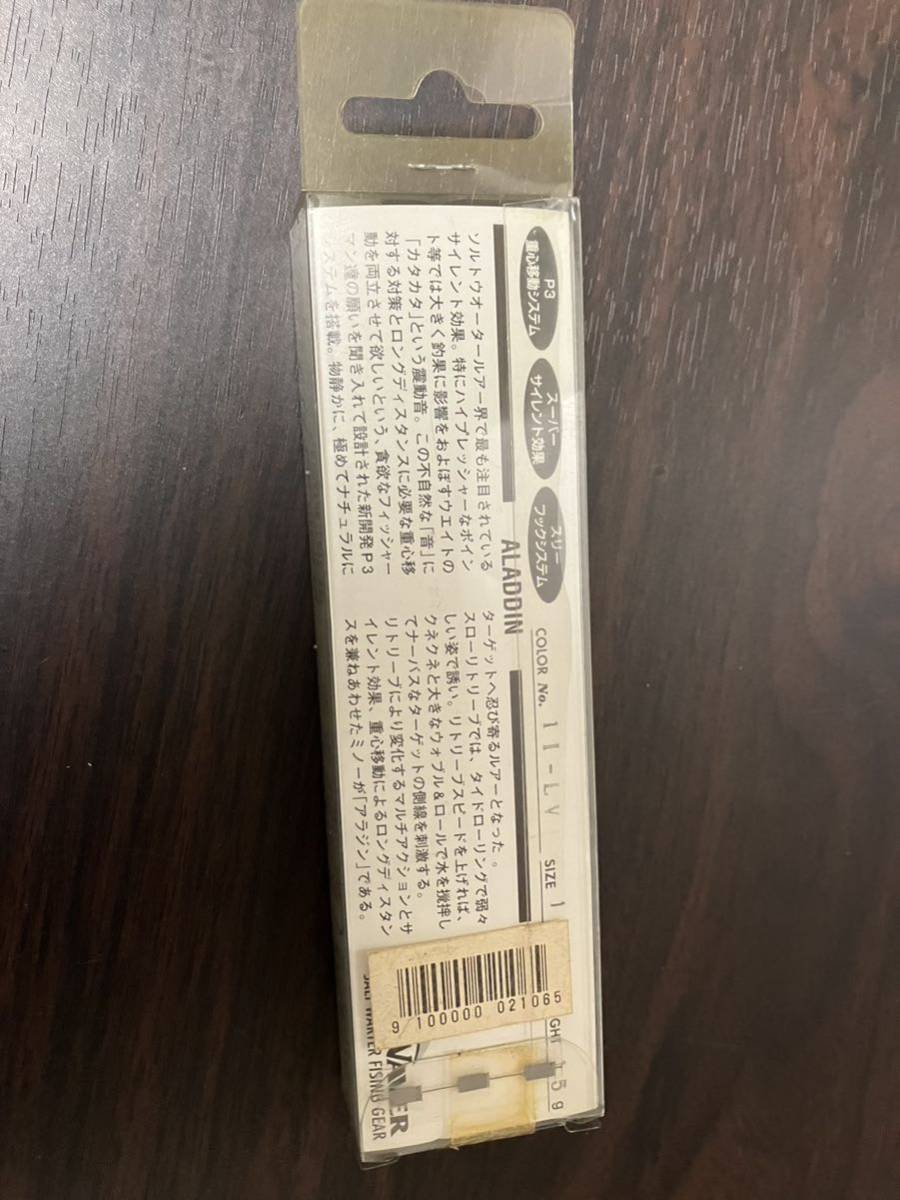 P3
重心移動システム
スーパー
サイレント効果
スリー
フックシステム
COLOR No. 11-LV SIZE 1
GHT 15g
ALADDIN
ソルトウオータールアー界で最も注目されている
サイレント効果。特にハイプレッシャーなポイン
ト等では大きく釣果に影響をおよぼすウエイトの
「カタカタ」という震動音。この不自然な「音」に
対する対策とロングディスタンスに必要な重心移
動を両立させて欲しいという、貪欲なフィッシャー
マン達の願いを聞き入れて設計された新開発P3
システムを搭載。物静かに、極めてナチュラルに
ターゲットへ忍び寄るルアーとなった。
スローリトリーブでは、タイドローリングで弱々
しい姿で誘い。リトリーブスピードを上げれば、
クネクネと大きなウォブル＆ロールで水を撹拌し
てナーバスなターゲットの側線を刺激する。
リトリーブにより変化するマルチアクションとサ
イレント効果、重心移動によるロングディスタン
スを兼ねあわせたミノーが「アラジン」である。
9 100000 021065
SALT WARTER FISING GEAR